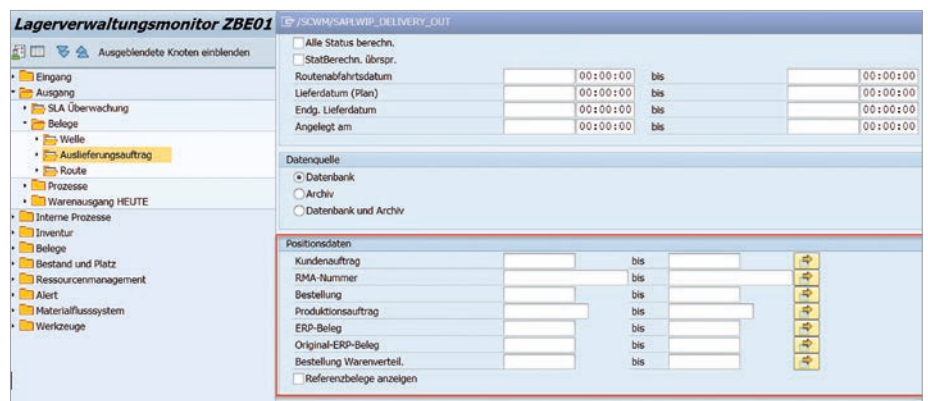 Lagerverwaltungsmonitor ZBE01
Ausgeblendete Knoten einblenden
Eingang
Ausgang
SLA Überwachung
Belege
Welle
Auslieferungsauftrag
Route
Prozesse
Warenausgang HEUTE
Interne Prozesse
Inventur
Belege
Bestand und Platz
Ressourcenmanagement
Alert
Materialflusssystem
Werkzeuge
/SCWM/SAPLWIP_DELIVERY_OUT
Alle Status berechn.
StatBerechn. übrspr.
Routenabfahrtsdatum 00:00:00 bis 00:00:00
Lieferdatum (Plan) 00:00:00 bis 00:00:00
Endg. Lieferdatum 00:00:00 bis 00:00:00
Angelegt am 00:00:00 bis 00:00:00
Datenquelle
Datenbank
Archiv
Datenbank und Archiv
Positionsdaten
Kundenauftrag bis
RMA-Nummer bis
Bestellung bis
Produktionsauftrag bis
ERP-Beleg bis
Original-ERP-Beleg bis
Bestellung Warenverteil. bis
Referenzbelege anzeigen